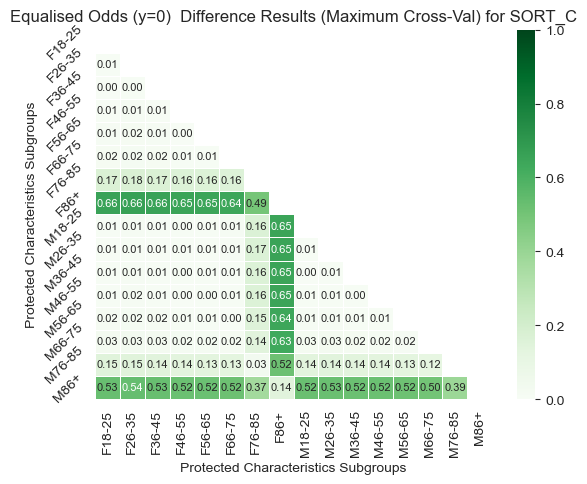 Equalised Odds (y=0)  Difference Results (Maximum Cross-Val) for SORT_C
Protected Characteristics Subgroups
F18-25
F26-35 0.01
F36-45 0.00 0.00
F46-55 0.01 0.01 0.01
F56-65 0.01 0.02 0.01 0.00
F66-75 0.02 0.02 0.02 0.01 0.01
F76-85 0.17 0.18 0.17 0.16 0.16 0.16
F86+ 0.66 0.66 0.66 0.65 0.65 0.64 0.49
M18-25 0.01 0.01 0.01 0.00 0.01 0.01 0.16 0.65
M26-35 0.01 0.01 0.01 0.01 0.01 0.01 0.17 0.65 0.01
M36-45 0.01 0.01 0.01 0.00 0.01 0.01 0.16 0.65 0.00 0.01
M46-55 0.01 0.02 0.01 0.00 0.00 0.01 0.16 0.65 0.01 0.01 0.00
M56-65 0.02 0.02 0.02 0.01 0.01 0.00 0.15 0.64 0.01 0.01 0.01 0.01
M66-75 0.03 0.03 0.03 0.02 0.02 0.02 0.14 0.63 0.03 0.03 0.02 0.02 0.02
M76-85 0.15 0.15 0.14 0.14 0.13 0.13 0.03 0.52 0.14 0.14 0.14 0.14 0.13 0.12
M86+ 0.53 0.54 0.53 0.52 0.52 0.52 0.37 0.14 0.52 0.53 0.52 0.52 0.52 0.50 0.39
F18-25 F26-35 F36-45 F46-55 F56-65 F66-75 F76-85 F86+ M18-25 M26-35 M36-45 M46-55 M56-65 M66-75 M76-85 M86+
Protected Characteristics Subgroups
1.0
0.8
0.6
0.4
0.2
0.0